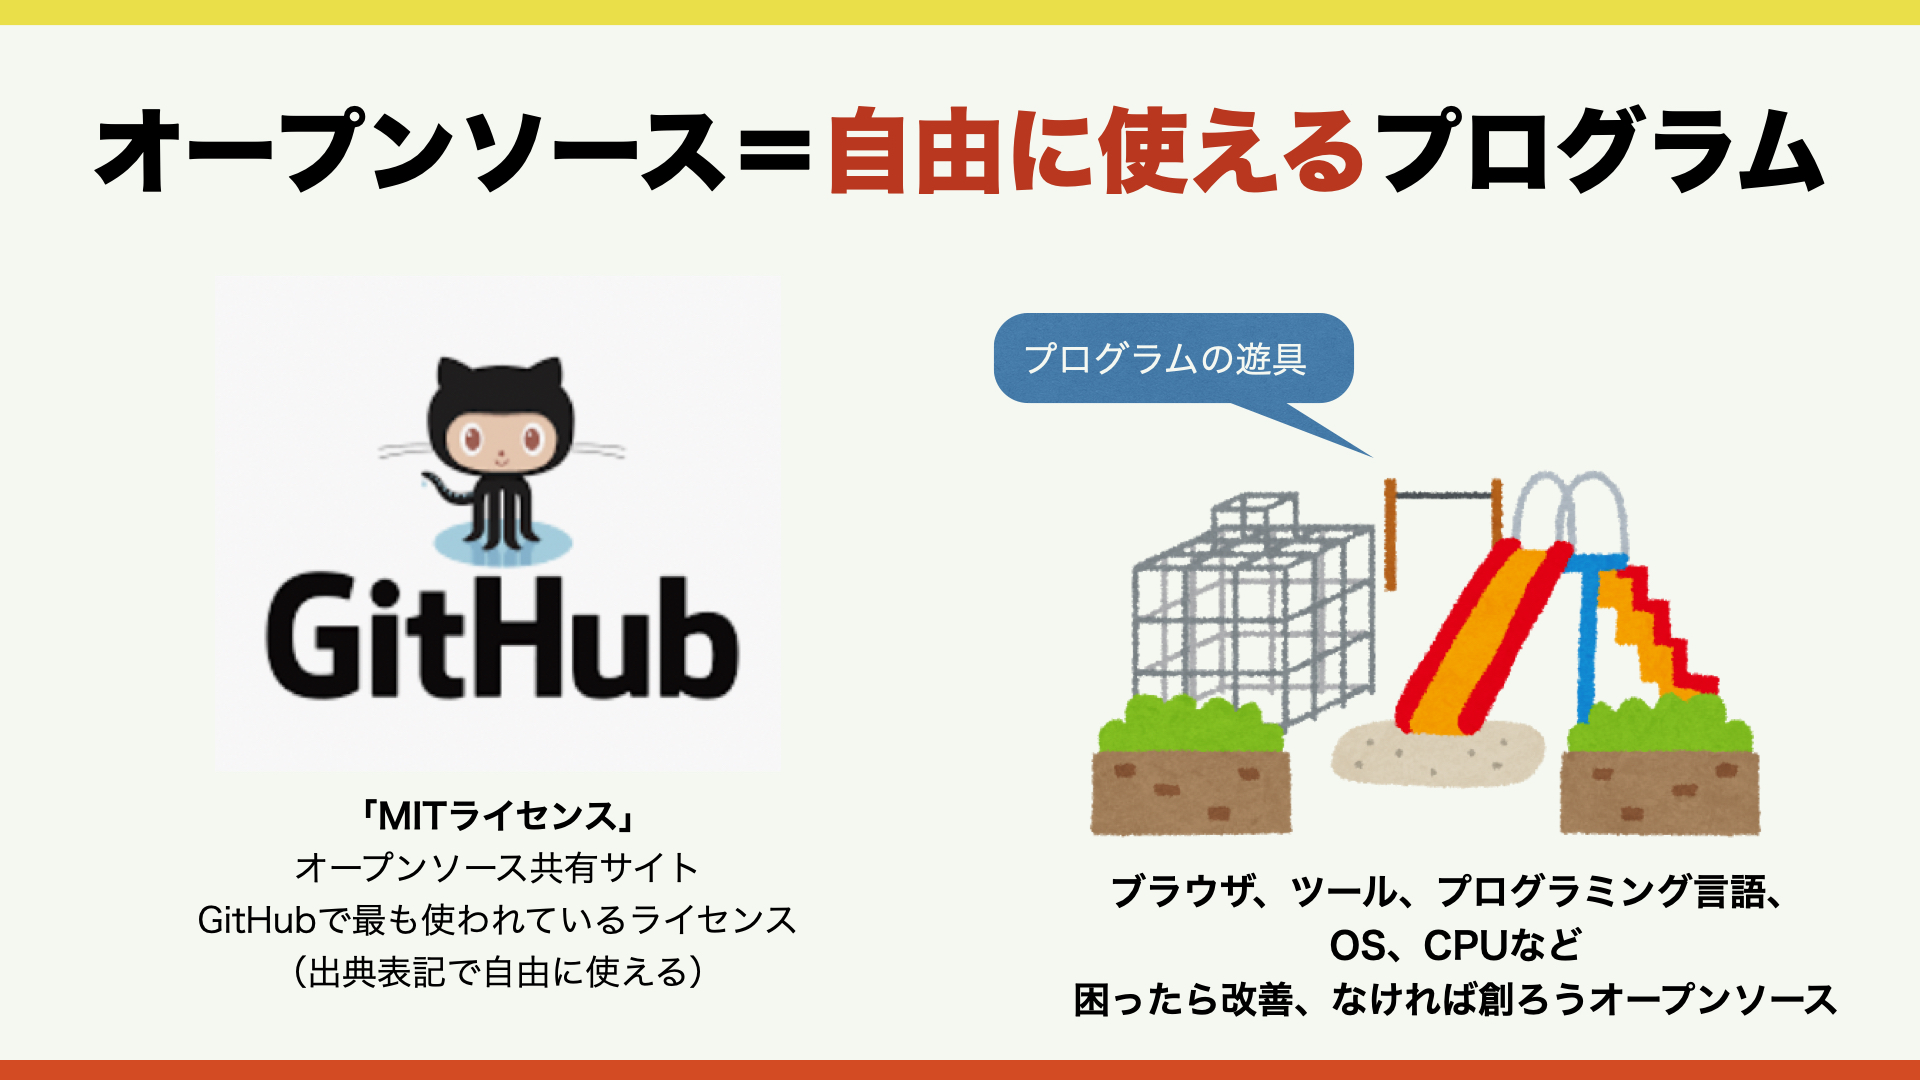 オープンソース＝自由に使えるプログラム
GitHub
「MITライセンス」
オープンソース共有サイト
GitHubで最も使われているライセンス
（出典表記で自由に使える）
プログラムの遊具
ブラウザ、ツール、プログラミング言語、
OS、CPUなど
困ったら改善、なければ創ろうオープンソース